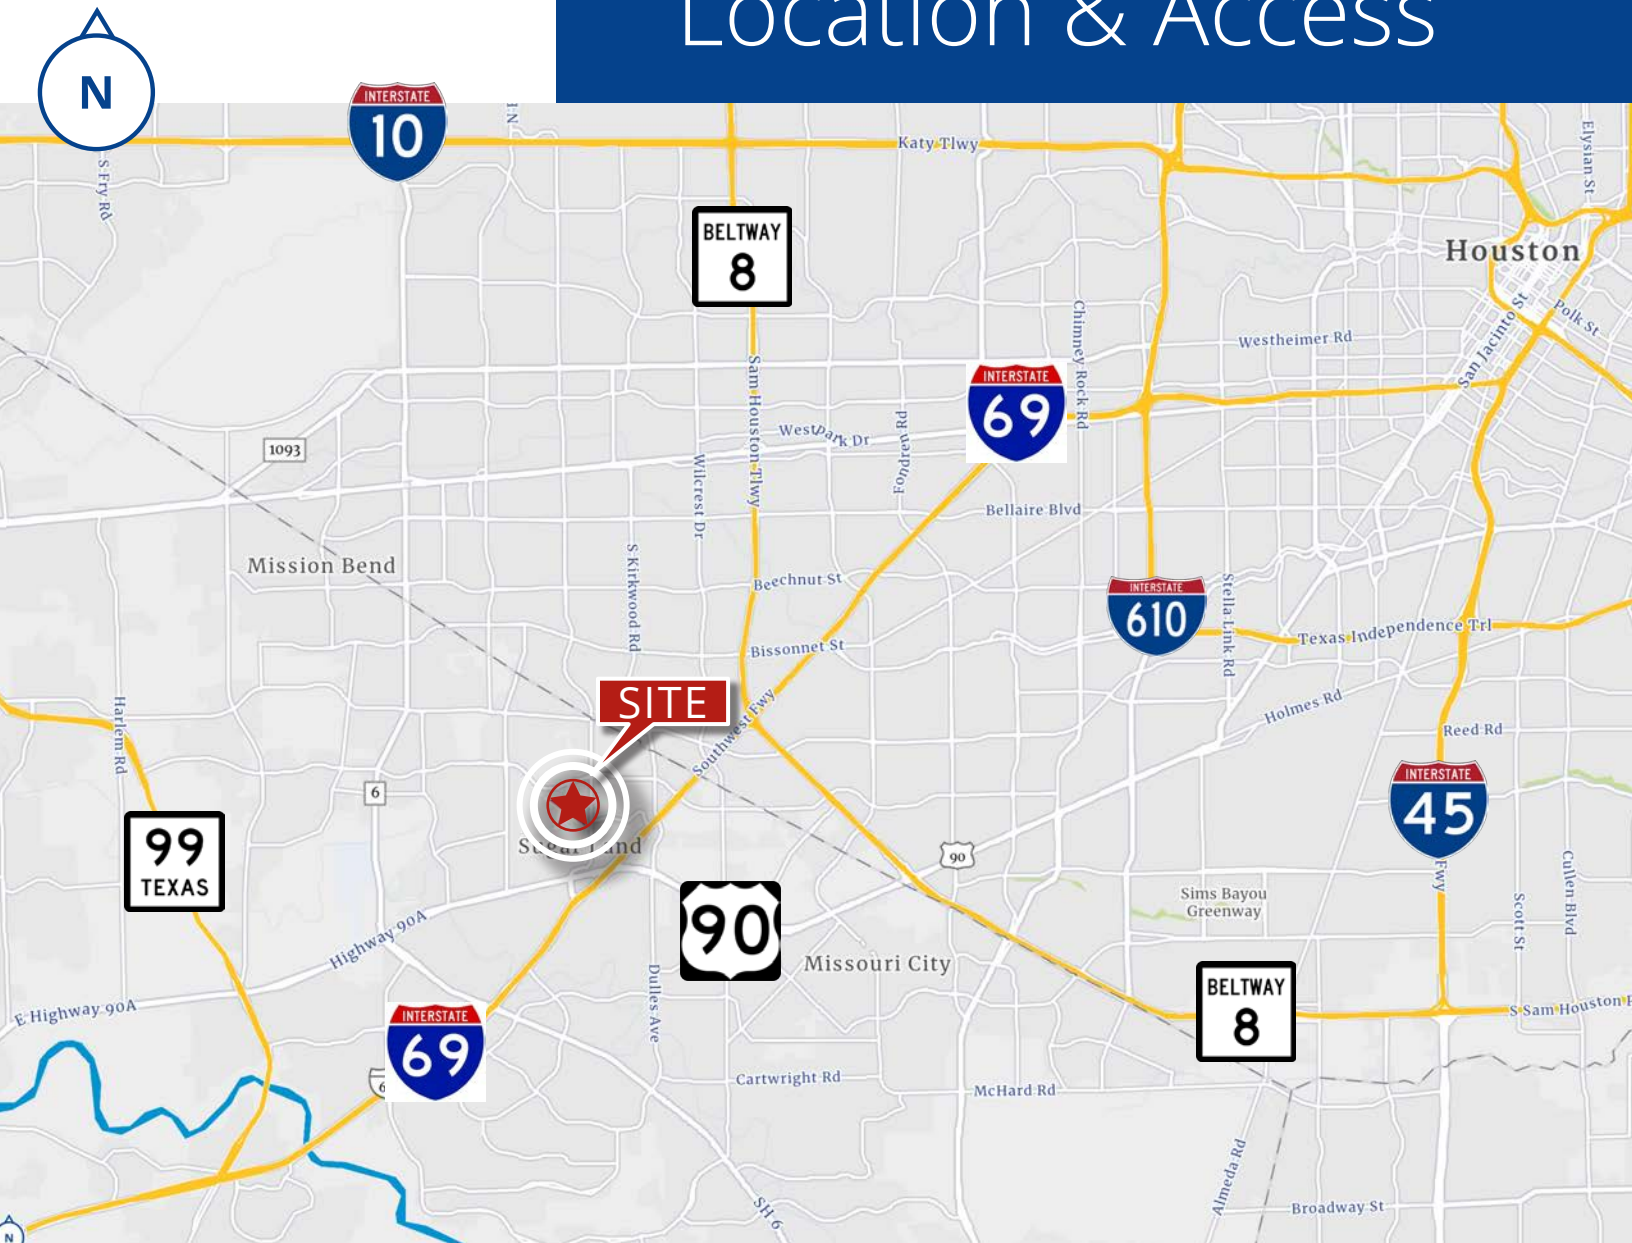 Location & Access
N
INTERSTATE
10
Katy Tlwy
S Fry Rd
Elysian St
BELTWAY
8
Houston
Polk St
San Jacinto St
Westheimer Rd
Chimney Rock Rd
INTERSTATE
69
Sam Houston Tlwy
Westpark Dr
Fondren Rd
1093
Wilcrest Dr
Bellaire Blvd
Mission Bend
S Kirkwood Rd
Beechnut St
INTERSTATE
610
Stella Link Rd
Texas Independence Trl
Bissonnet St
SITE
Southwest Fwy
Holmes Rd
Harlem Rd
Reed Rd
6
INTERSTATE
45
Fwy
99
TEXAS
Sugar Land
90
Cullen Blvd
Scott St
Sims Bayou
Greenway
90
Highway 90A
Missouri City
Dulles Ave
BELTWAY
8
E Highway 90A
S Sam Houston
INTERSTATE
69
6
Cartwright Rd
McHard Rd
Almeda Rd
SH 6
Broadway St
N